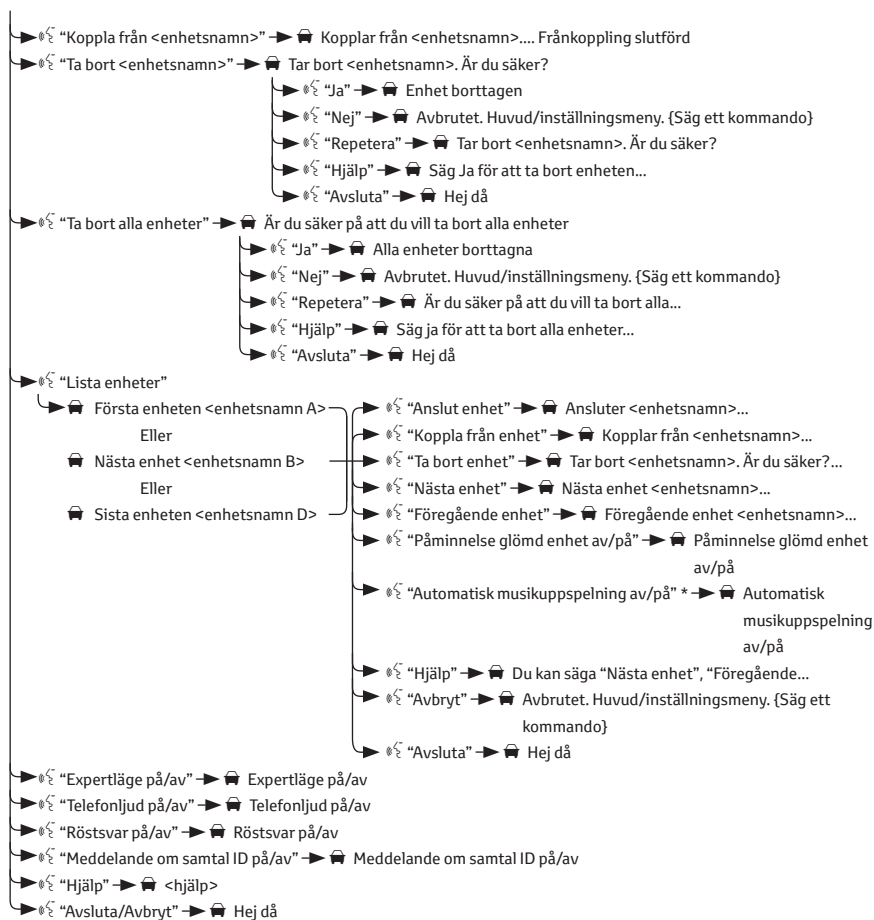 “Koppla från <enhetsnamn>” Kopplar från <enhetsnamn>.... Frånkoppling slutförd
“Ta bort <enhetsnamn>” Tar bort <enhetsnamn>. Är du säker?
“Ja” Enhet borttagen
“Nej” Avbrutet. Huvud/inställningsmeny. {Säg ett kommando}
“Repetera” Tar bort <enhetsnamn>. Är du säker?
“Hjälp” Säg Ja för att ta bort enheten...
“Avsluta” Hej då
“Ta bort alla enheter” Är du säker på att du vill ta bort alla enheter
“Ja” Alla enheter borttagna
“Nej” Avbrutet. Huvud/inställningsmeny. {Säg ett kommando}
“Repetera” Är du säker på att du vill ta bort alla...
“Hjälp” Säg ja för att ta bort alla enheter...
“Avsluta” Hej då
“Lista enheter”
Första enheten <enhetsnamn A>
Eller
Nästa enhet <enhetsnamn B>
Eller
Sista enheten <enhetsnamn D>
“Anslut enhet” Ansluter <enhetsnamn>...
“Koppla från enhet” Kopplar från <enhetsnamn>...
“Ta bort enhet” Tar bort <enhetsnamn>. Är du säker?...
“Nästa enhet” Nästa enhet <enhetsnamn>...
“Föregående enhet” Föregående enhet <enhetsnamn>...
“Påminnelse glömd enhet av/på” Påminnelse glömd enhet
av/på
“Automatisk musikuppspelning av/på” * Automatisk
musikuppspelning
av/på
“Hjälp” Du kan säga “Nästa enhet”, “Föregående...
“Avbryt” Avbrutet. Huvud/inställningsmeny. {Säg ett
kommando}
“Avsluta” Hej då
“Expertläge på/av” Expertläge på/av
“Telefonljud på/av” Telefonljud på/av
“Röstsvar på/av” Röstsvar på/av
“Meddelande om samtal ID på/av” Meddelande om samtal ID på/av
“Hjälp” <hjälp>
“Avsluta/Avbryt” Hej då